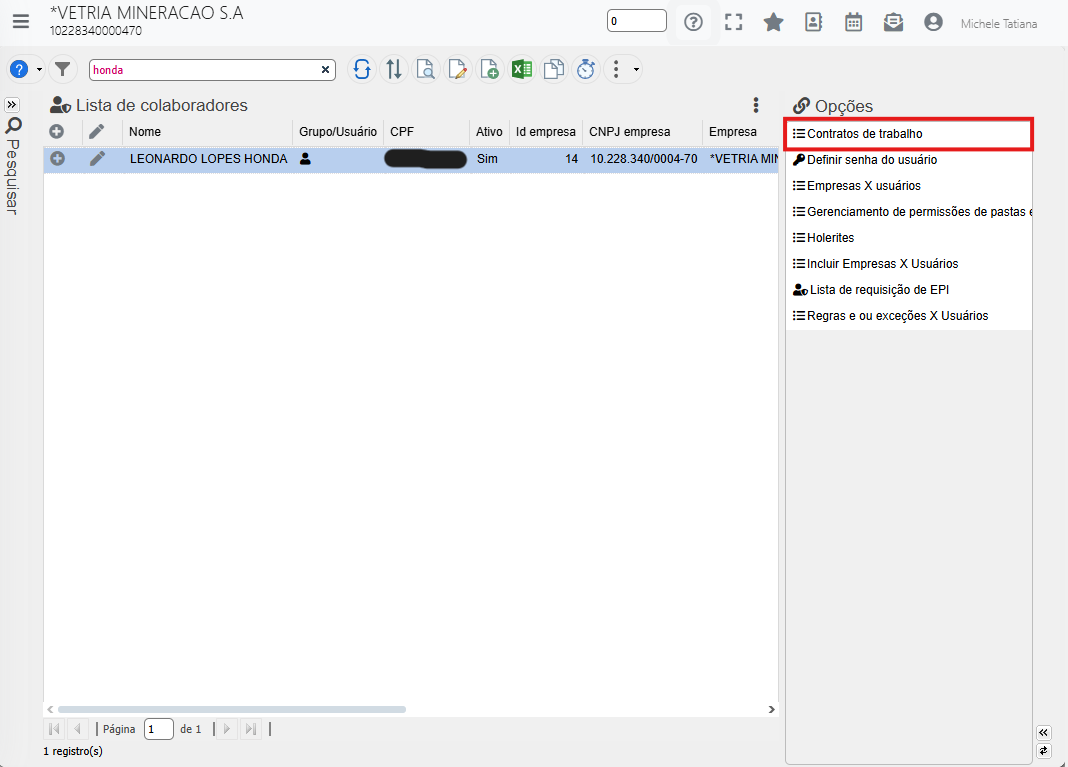 *VETRIA MINERACAO S.A
10228340000470
0
Michele Tatiana
honda
Pesquisar
Lista de colaboradores
Nome Grupo/Usuário CPF Ativo Id empresa CNPJ empresa Empresa
LEONARDO LOPES HONDA Sim 14 10.228.340/0004-70 *VETRIA MIN
Página 1 de 1
1 registro(s)
Opções
Contratos de trabalho
Definir senha do usuário
Empresas X usuários
Gerenciamento de permissões de pastas e
Holerites
Incluir Empresas X Usuários
Lista de requisição de EPI
Regras e ou exceções X Usuários